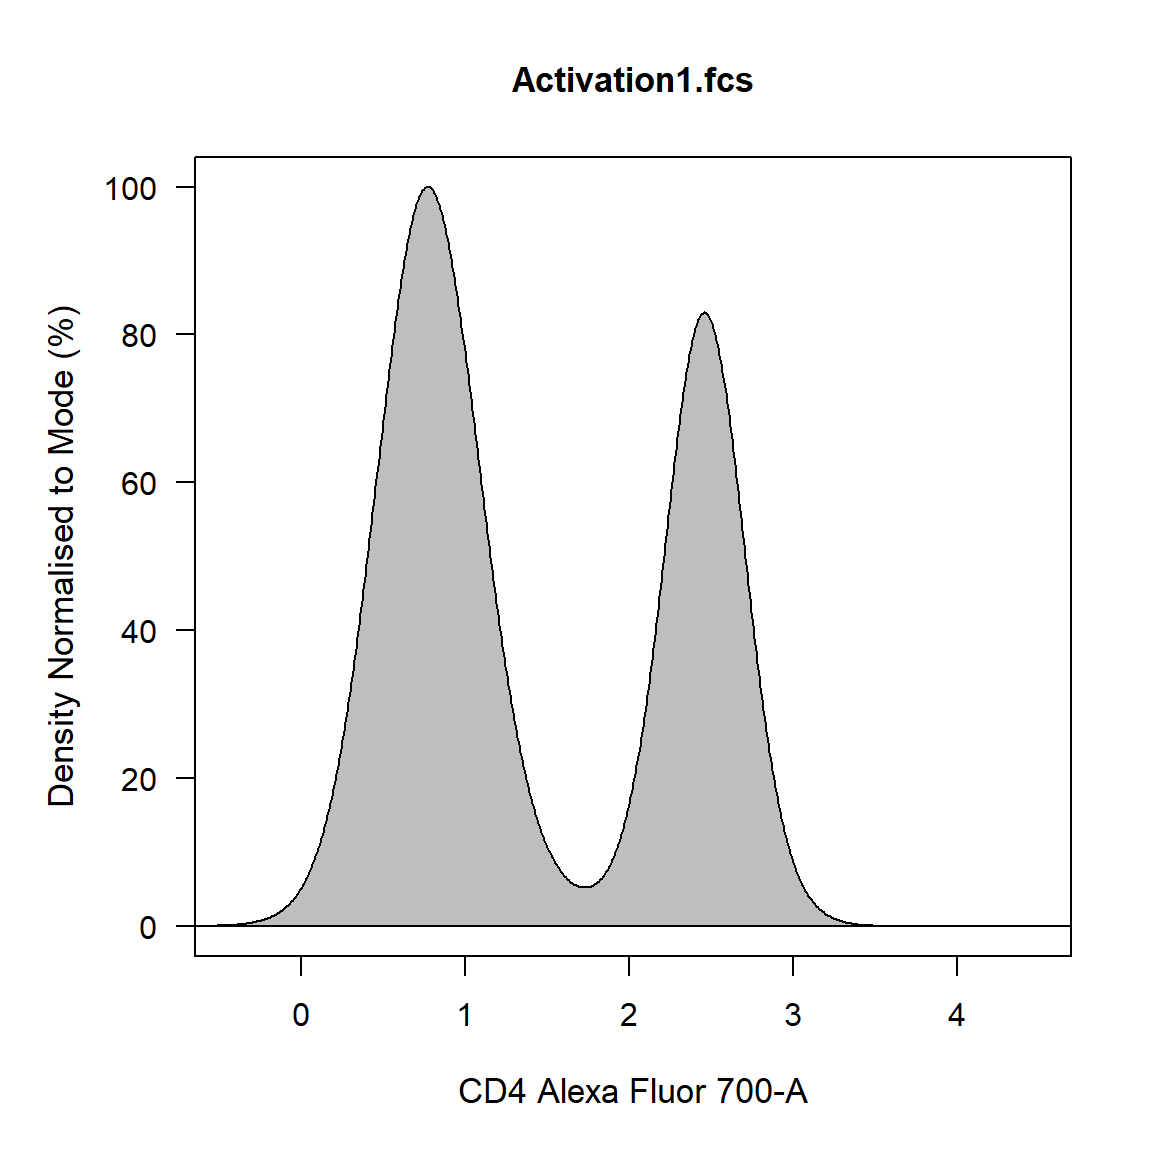 Activation1.fcs
Density Normalised to Mode (%)
100
80
60
40
20
0
0 1 2 3 4
CD4 Alexa Fluor 700-A